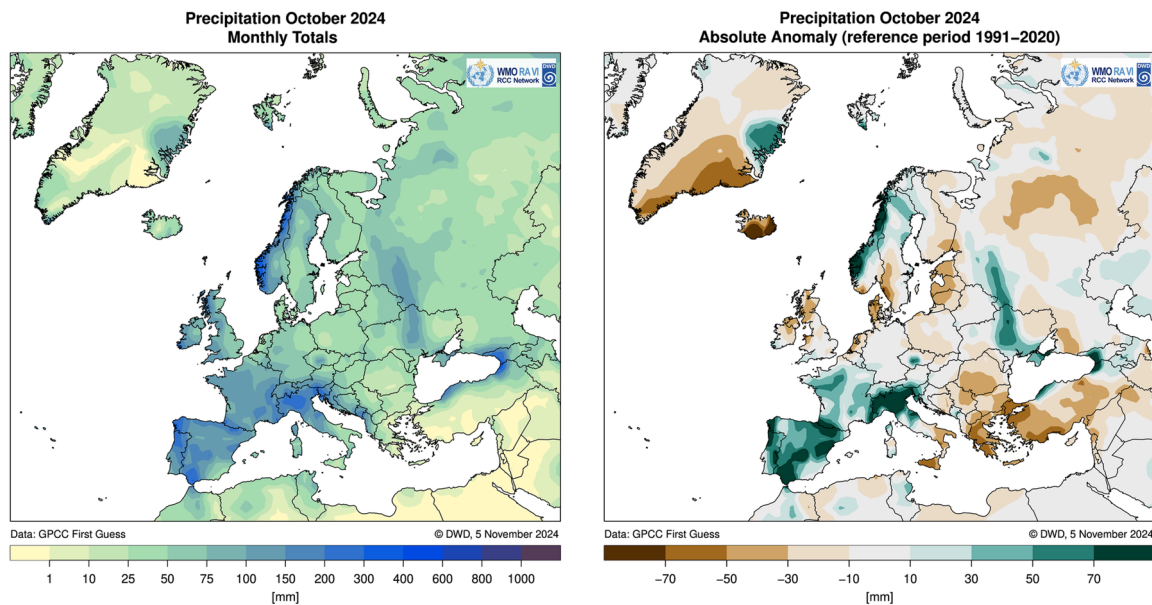 Precipitation October 2024
Monthly Totals
WMO RA VI
RCC Network
DWD
Data: GPCC First Guess
© DWD, 5 November 2024
1 10 25 50 75 100 150 200 300 400 600 800 1000
[mm]
Precipitation October 2024
Absolute Anomaly (reference period 1991−2020)
WMO RA VI
RCC Network
DWD
Data: GPCC First Guess
© DWD, 5 November 2024
−70 −50 −30 −10 10 30 50 70
[mm]